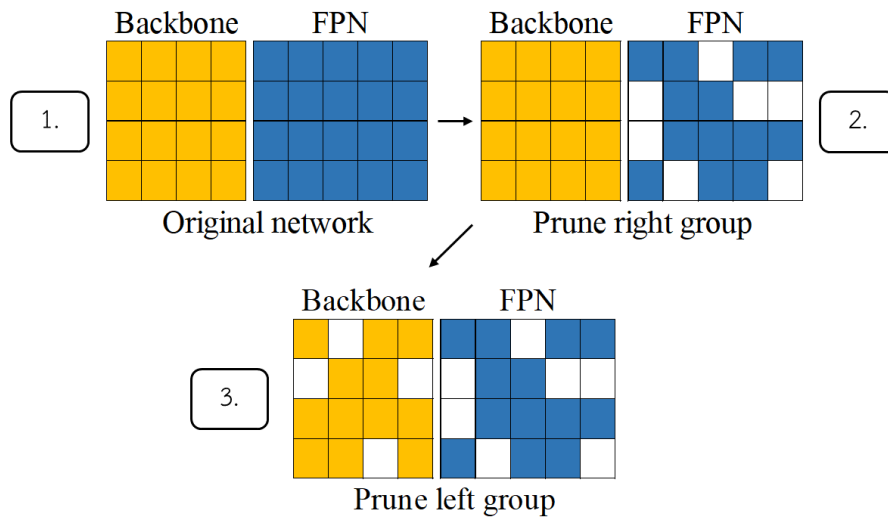 Backbone FPN Backbone FPN
1. 2.
Original network Prune right group
Backbone FPN
3.
Prune left group